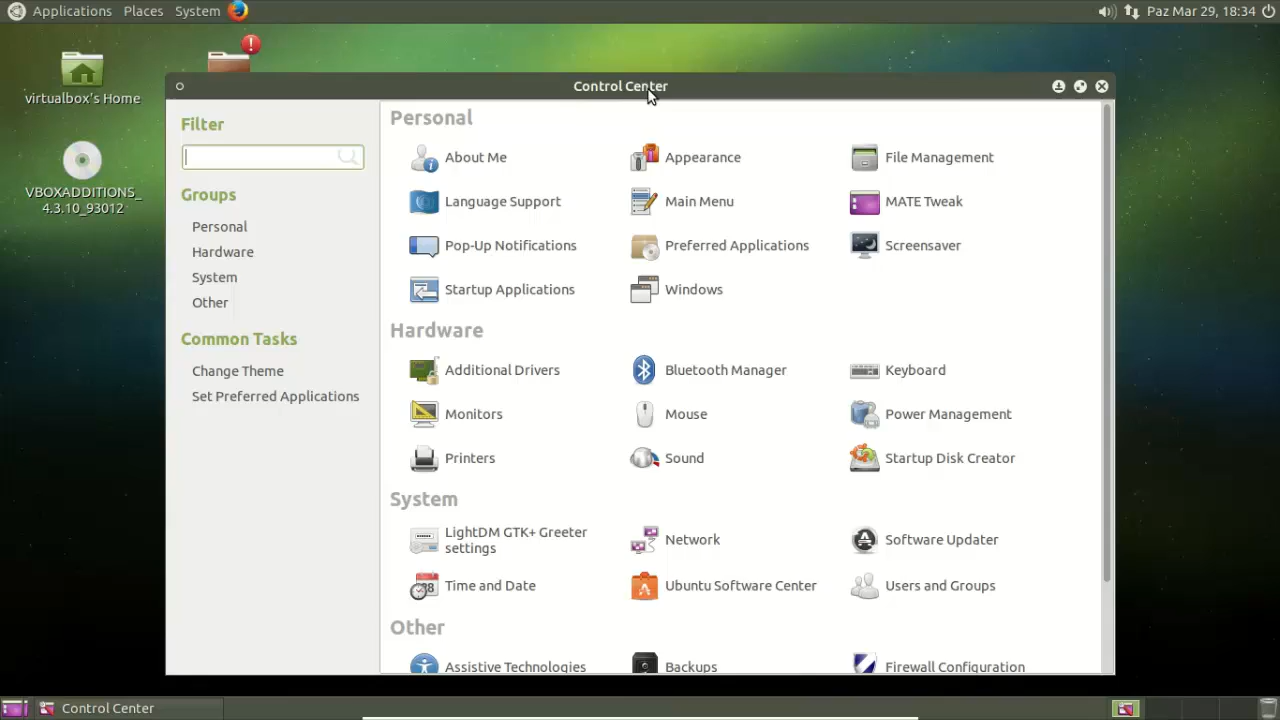 Applications Places System Paz Mar 29, 18:34
virtualbox's Home
VBOXADDITIONS_
4.3.10_93012
Control Center
Filter
Groups
Personal
Hardware
System
Other
Common Tasks
Change Theme
Set Preferred Applications
Personal
About Me Appearance File Management
Language Support Main Menu MATE Tweak
Pop-Up Notifications Preferred Applications Screensaver
Startup Applications Windows
Hardware
Additional Drivers Bluetooth Manager Keyboard
Monitors Mouse Power Management
Printers Sound Startup Disk Creator
System
LightDM GTK+ Greeter
settings Network Software Updater
Time and Date Ubuntu Software Center Users and Groups
Other
Assistive Technologies Backups Firewall Configuration
Control Center